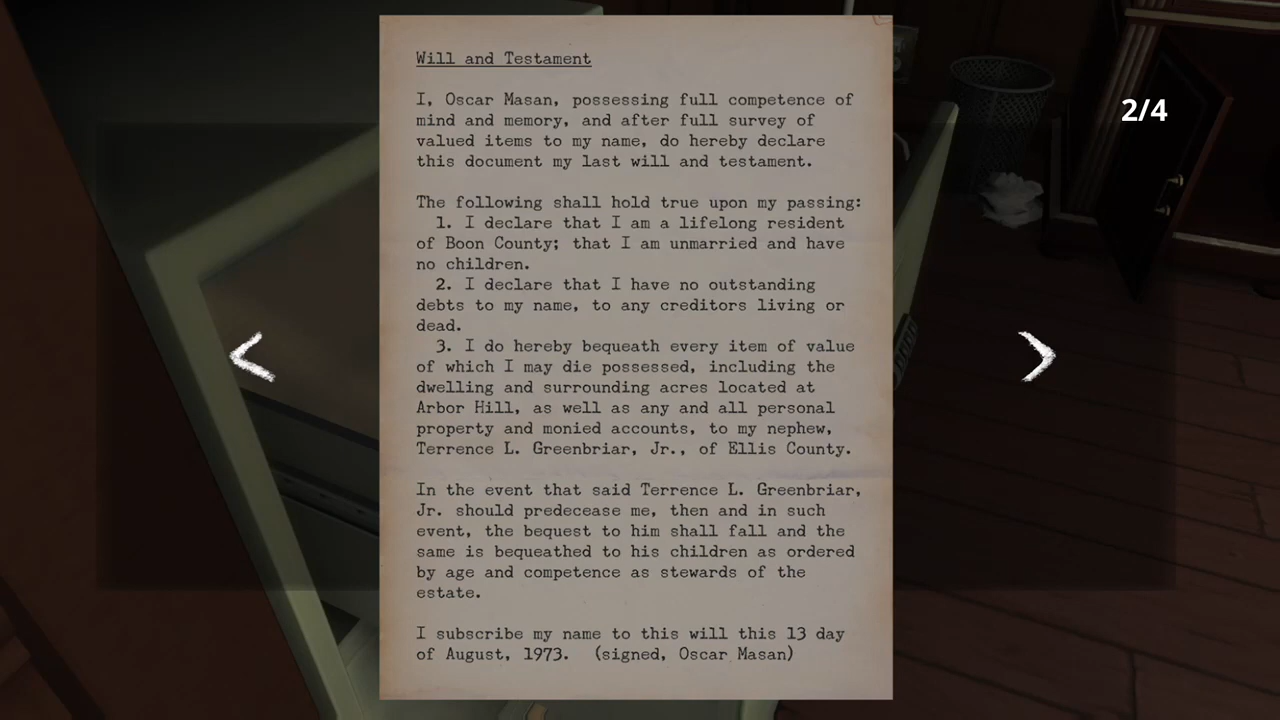 Will and Testament
I, Oscar Masan, possessing full competence of
mind and memory, and after full survey of
valued items to my name, do hereby declare
this document my last will and testament.
The following shall hold true upon my passing:
1. I declare that I am a lifelong resident
of Boon County; that I am unmarried and have
no children.
2. I declare that I have no outstanding
debts to my name, to any creditors living or
dead.
3. I do hereby bequeath every item of value
of which I may die possessed, including the
dwelling and surrounding acres located at
Arbor Hill, as well as any and all personal
property and monied accounts, to my nephew,
Terrence L. Greenbriar, Jr., of Ellis County.
In the event that said Terrence L. Greenbriar,
Jr. should predecease me, then and in such
event, the bequest to him shall fall and the
same is bequeathed to his children as ordered
by age and competence as stewards of the
estate.
I subscribe my name to this will this 13 day
of August, 1973. (signed, Oscar Masan)
2/4